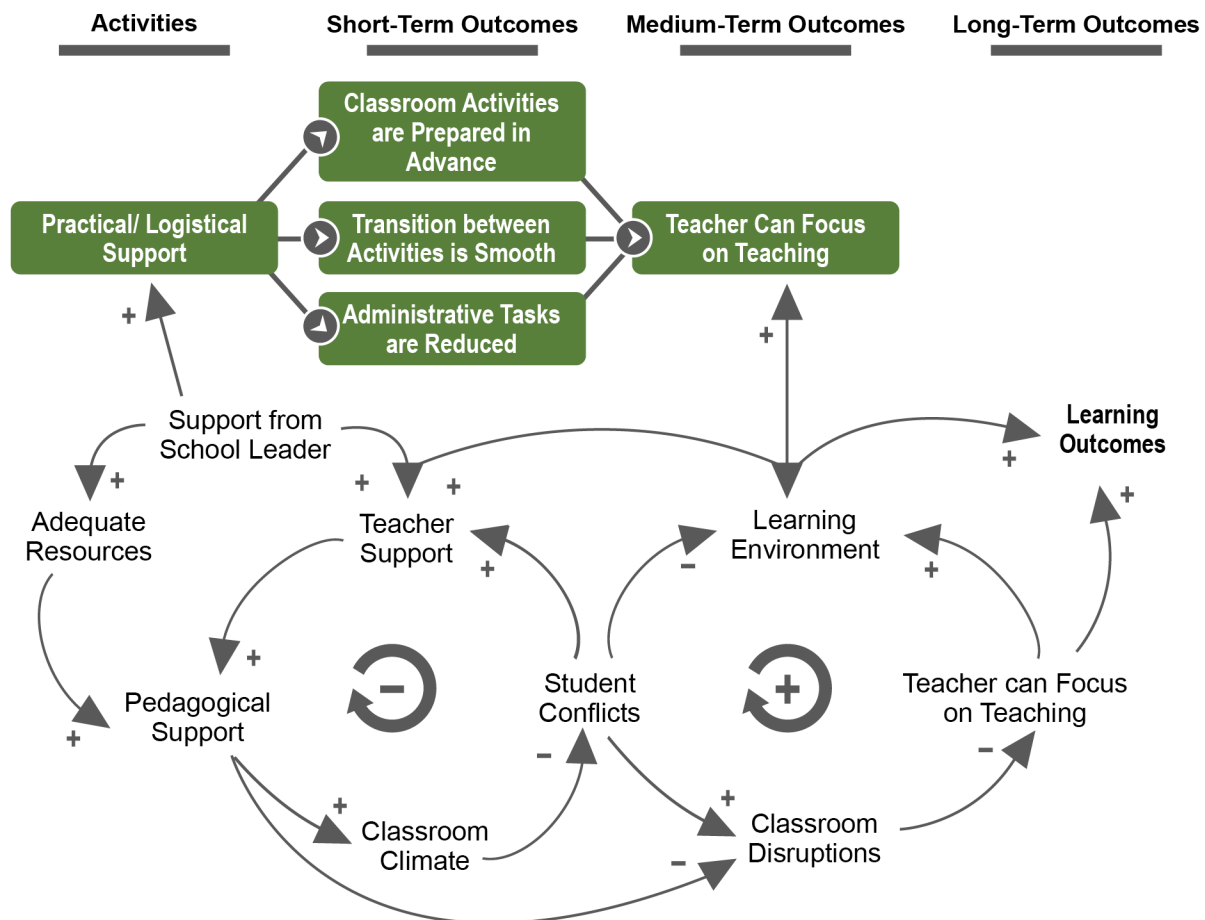 Activities
Short-Term Outcomes
Medium-Term Outcomes
Long-Term Outcomes
Classroom Activities
are Prepared in
Advance
Practical/ Logistical
Support
Transition between
Activities is Smooth
Teacher Can Focus
on Teaching
Administrative Tasks
are Reduced
+
+
Support from
School Leader
Learning
Outcomes
+
+
+
+
+
Adequate
Resources
Teacher
Support
Learning
Environment
+
−
+
+
−
+
Student
Conflicts
Teacher can Focus
on Teaching
Pedagogical
Support
+
−
−
+
+
Classroom
Climate
Classroom
Disruptions
−